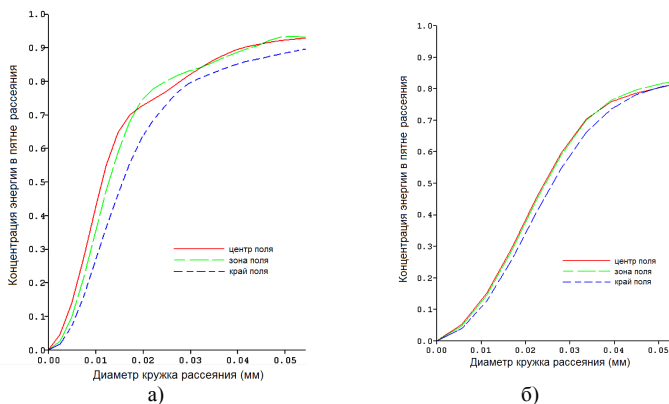 Концентрация энергии в пятне рассеяния
1.0
0.9
0.8
0.7
0.6
0.5
0.4
0.3
0.2
0.1
0.0
0.00 0.01 0.02 0.03 0.04 0.05
центр поля
зона поля
край поля
Диаметр кружка рассеяния (мм)
а)
Концентрация энергии в пятне рассеяния
1.0
0.9
0.8
0.7
0.6
0.5
0.4
0.3
0.2
0.1
0.0
0.00 0.01 0.02 0.03 0.04 0.05
центр поля
зона поля
край поля
Диаметр кружка рассеяния (мм)
б)